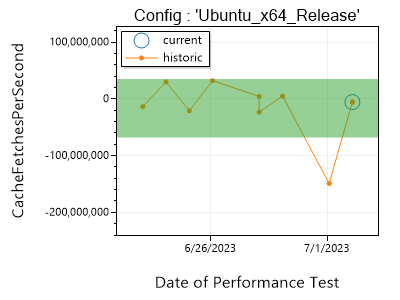 Config : 'Ubuntu_x64_Release'
current
historic
100,000,000
0
-100,000,000
-200,000,000
CacheFetchesPerSecond
6/26/2023 7/1/2023
Date of Performance Test